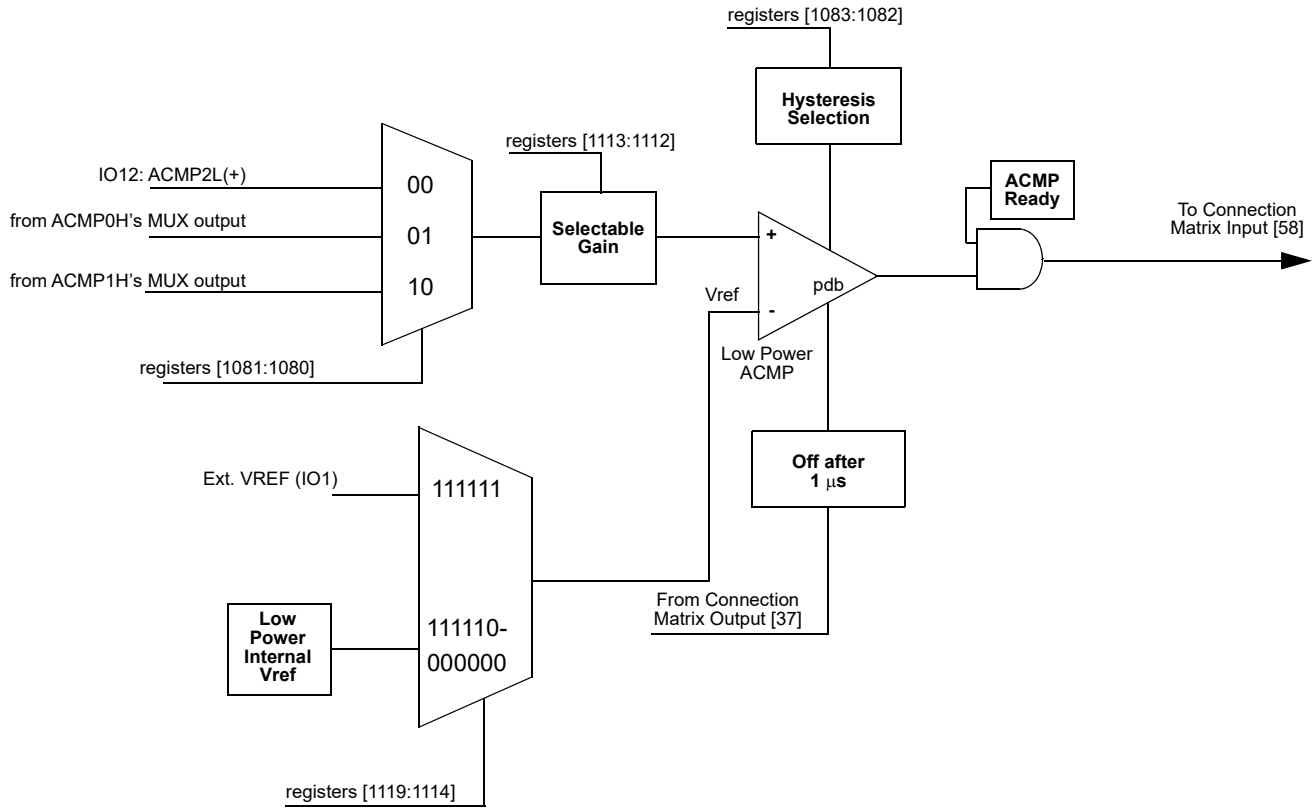 registers [1083:1082]
Hysteresis
Selection
registers [1113:1112]
IO12: ACMP2L(+)
from ACMP0H's MUX output
from ACMP1H's MUX output
00
01
10
Selectable
Gain
registers [1081:1080]
+
-
pdb
Vref
Low Power
ACMP
ACMP
Ready
To Connection
Matrix Input [58]
Off after
1 μs
From Connection
Matrix Output [37]
Ext. VREF (IO1)
111111
111110-
000000
Low
Power
Internal
Vref
registers [1119:1114]